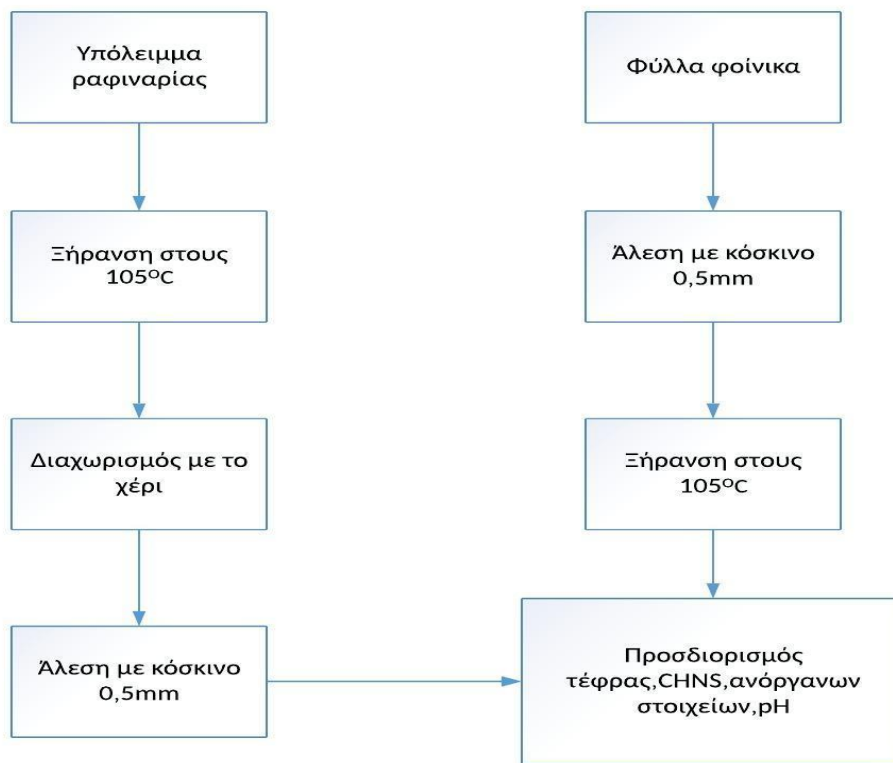 Υπόλειμμα
ραφιναρίας
Ξήρανση στους
105ºC
Διαχωρισμός με το
χέρι
Άλεση με κόσκινο
0,5mm
Φύλλα φοίνικα
Άλεση με κόσκινο
0,5mm
Ξήρανση στους
105ºC
Προσδιορισμός
τέφρας,CHNS,ανόργανων
στοιχείων,pH